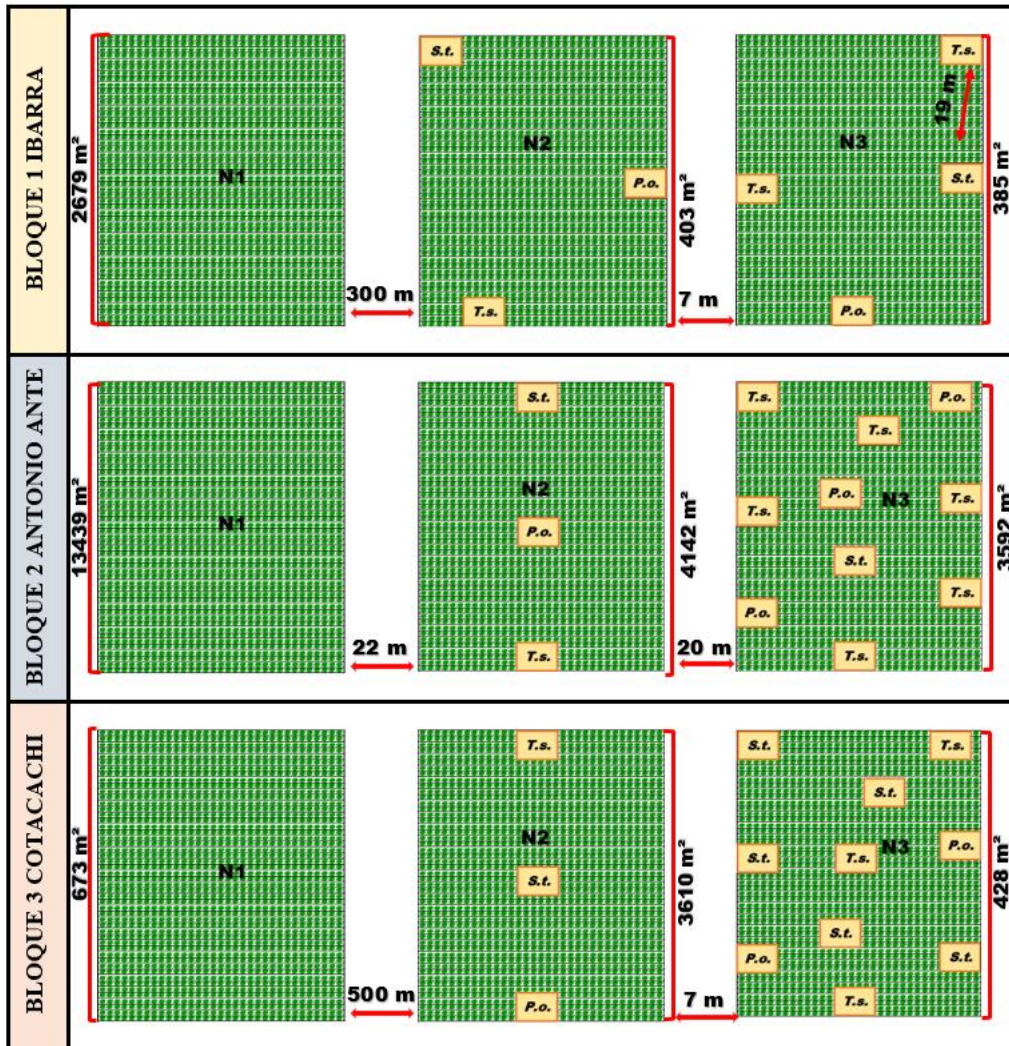 BLOQUE 1 IBARRA
2679 m²
N1
300 m
S.t.
N2
P.o.
T.s.
403 m²
7 m
T.s.
19 m
N3
S.t.
T.s.
P.o.
385 m²
BLOQUE 2 ANTONIO ANTE
13439 m²
N1
22 m
S.t.
N2
P.o.
T.s.
4142 m²
20 m
T.s.
P.o.
T.s.
P.o.
N3
T.s.
T.s.
S.t.
T.s.
P.o.
T.s.
3592 m²
BLOQUE 3 COTACACHI
673 m²
N1
500 m
T.s.
N2
S.t.
P.o.
3610 m²
7 m
S.t.
T.s.
S.t.
N3
P.o.
S.t.
T.s.
S.t.
P.o.
S.t.
T.s.
428 m²